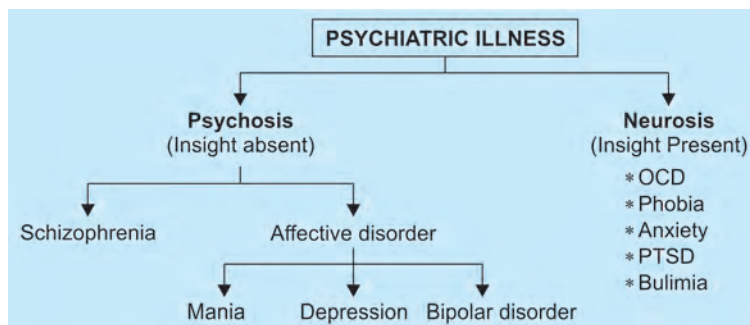 PSYCHIATRIC ILLNESS
Psychosis
(Insight absent)
Neurosis
(Insight Present)
* OCD
* Phobia
* Anxiety
* PTSD
* Bulimia
Schizophrenia
Affective disorder
Mania
Depression
Bipolar disorder